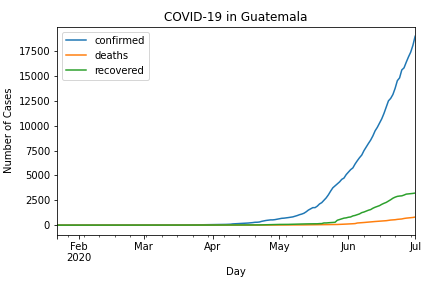 COVID-19 in Guatemala
confirmed
deaths
recovered
Number of Cases
17500
15000
12500
10000
7500
5000
2500
0
Feb
2020
Mar
Apr
May
Jun
Jul
Day